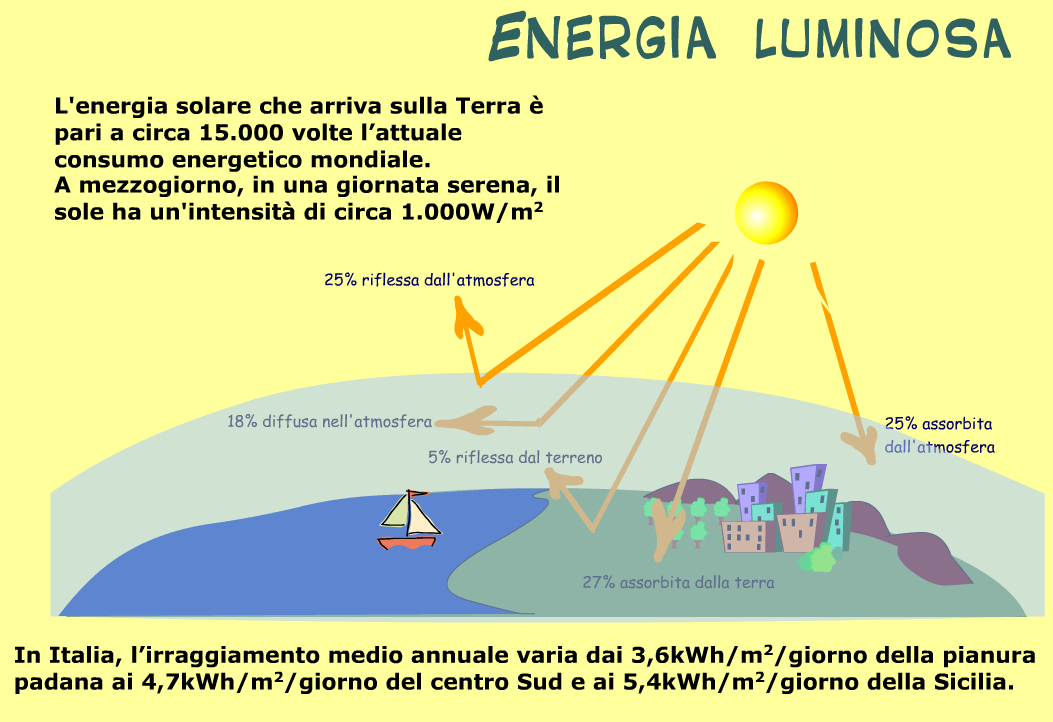 ENERGIA LUMINOSA
L'energia solare che arriva sulla Terra è
pari a circa 15.000 volte l’attuale
consumo energetico mondiale.
A mezzogiorno, in una giornata serena, il
sole ha un'intensità di circa 1.000W/m²
25% riflessa dall'atmosfera
18% diffusa nell'atmosfera
25% assorbita
dall'atmosfera
5% riflessa dal terreno
27% assorbita dalla terra
In Italia, l’irraggiamento medio annuale varia dai 3,6kWh/m²/giorno della pianura
padana ai 4,7kWh/m²/giorno del centro Sud e ai 5,4kWh/m²/giorno della Sicilia.